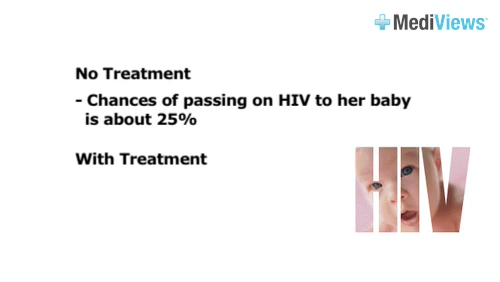 MediViews
No Treatment
- Chances of passing on HIV to her baby
is about 25%
With Treatment
HIV